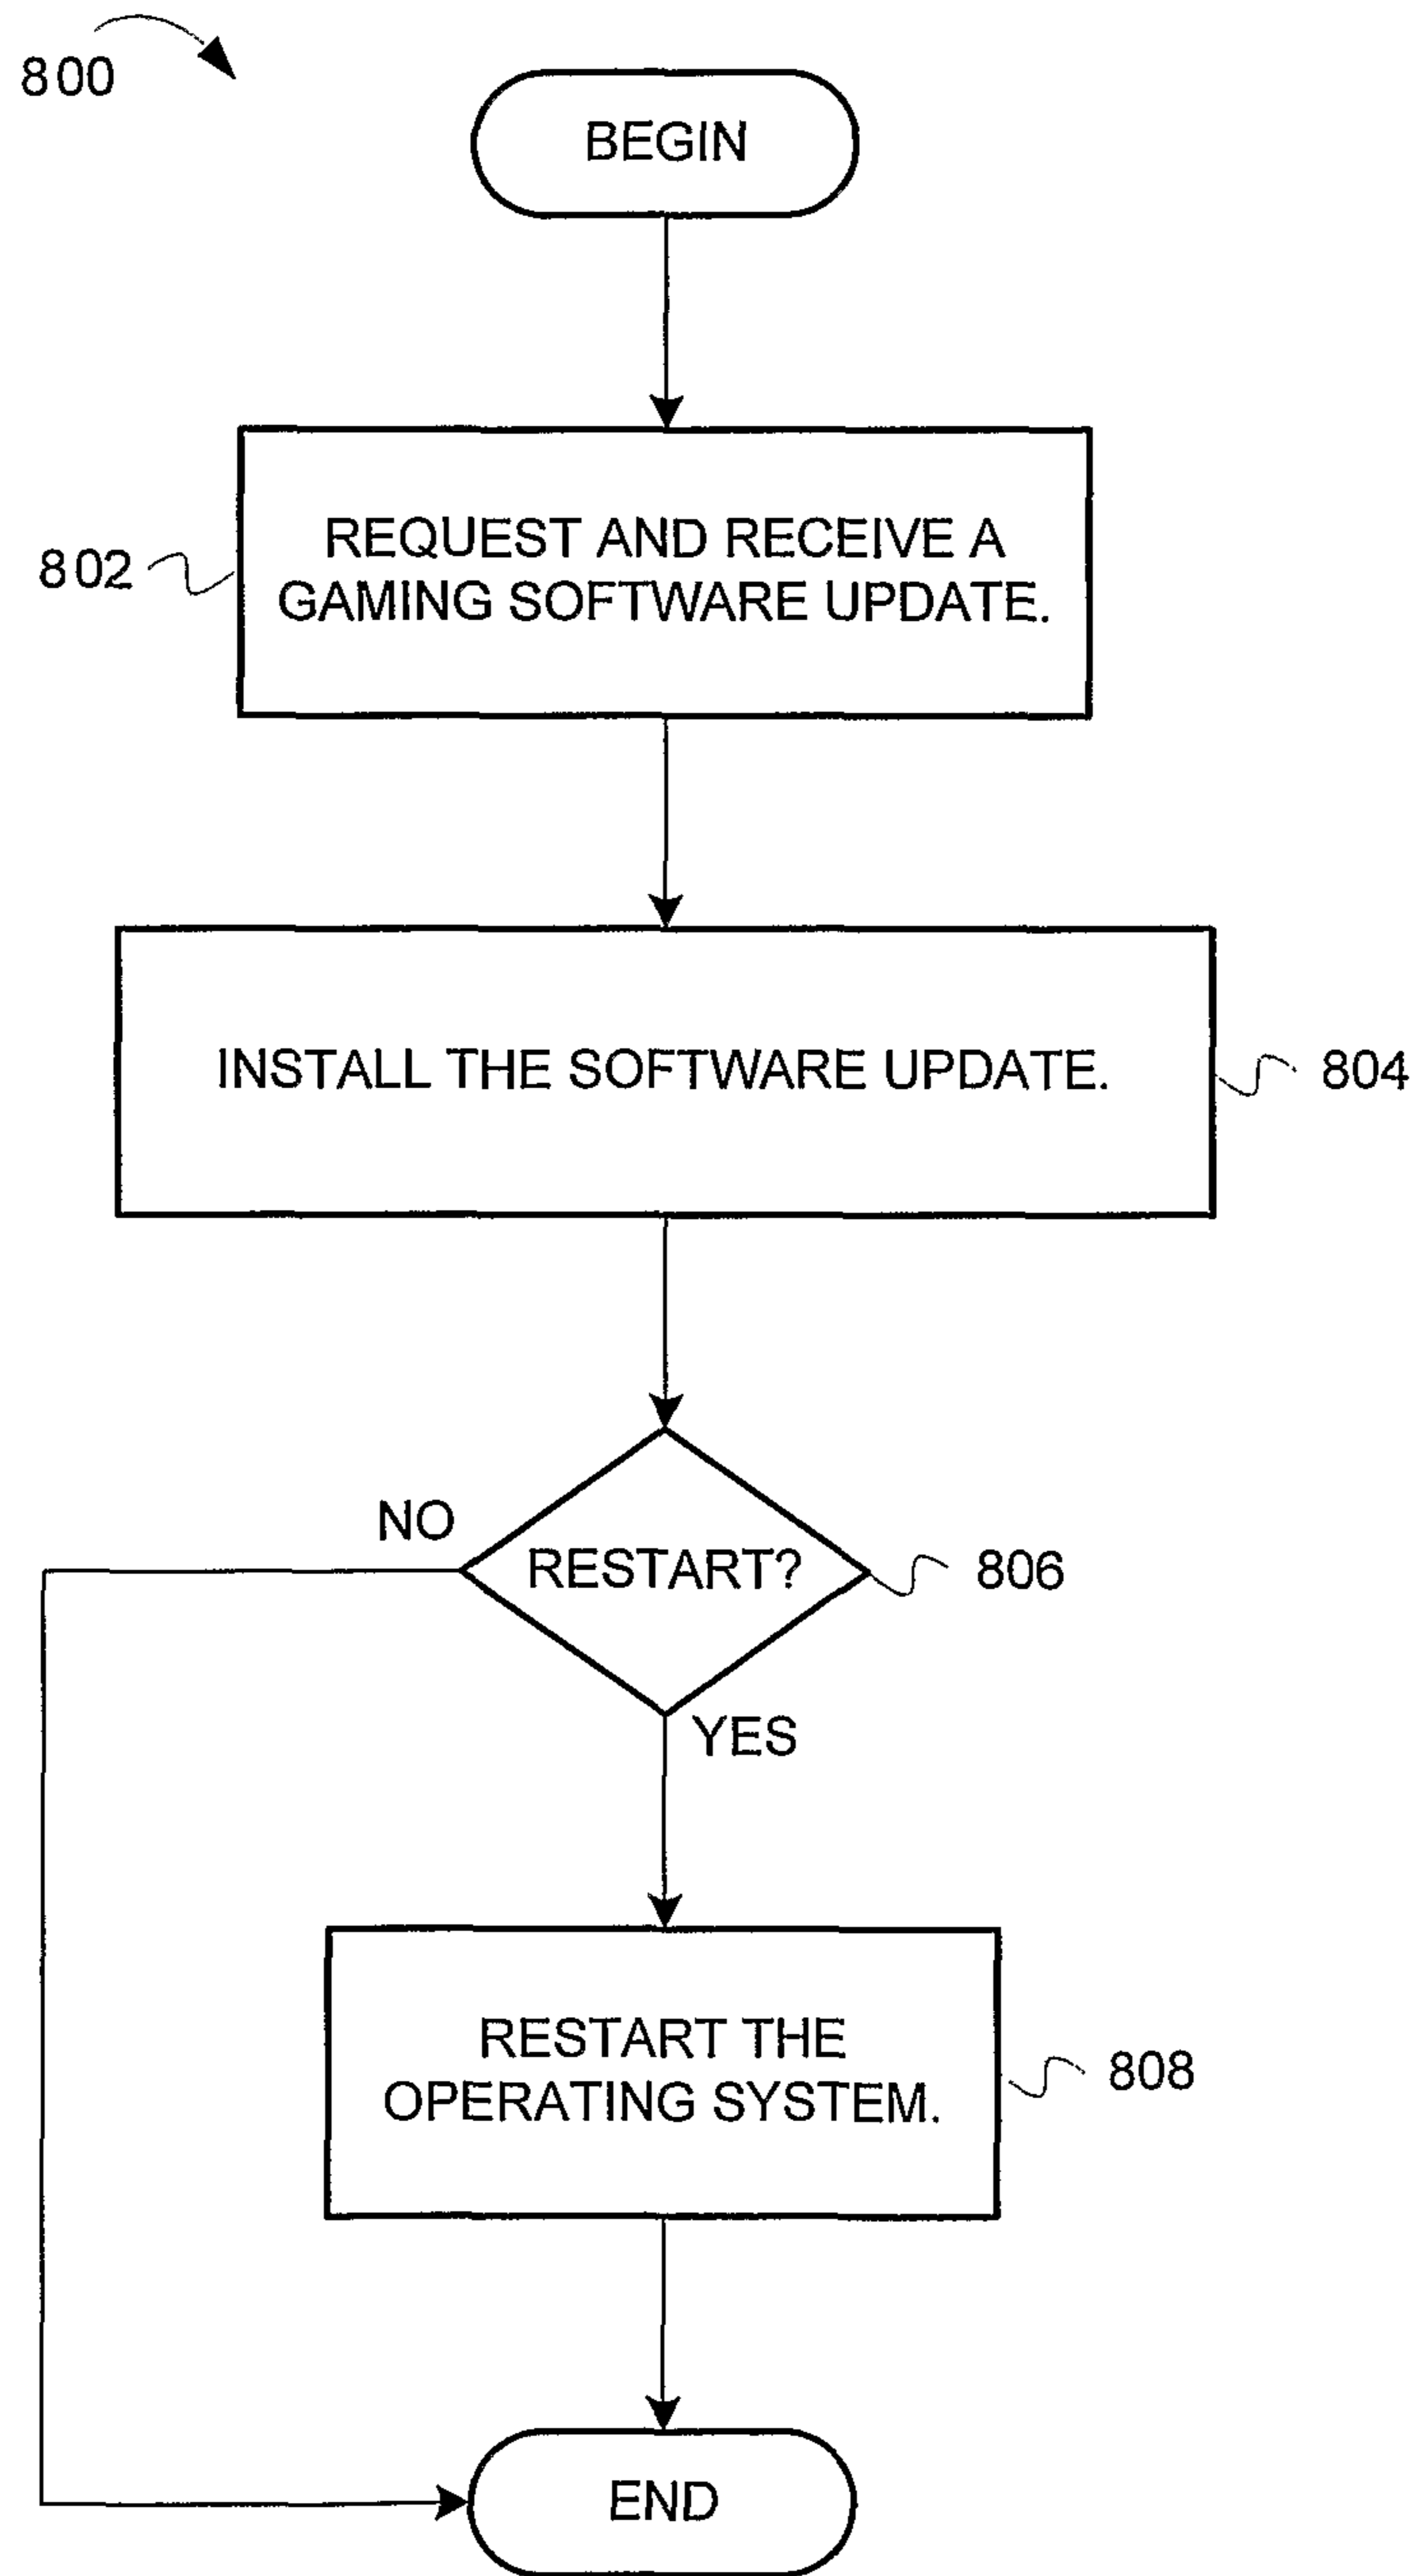 800
BEGIN
802
REQUEST AND RECEIVE A
GAMING SOFTWARE UPDATE.
INSTALL THE SOFTWARE UPDATE.
804
NO
RESTART?
806
YES
RESTART THE
OPERATING SYSTEM.
808
END